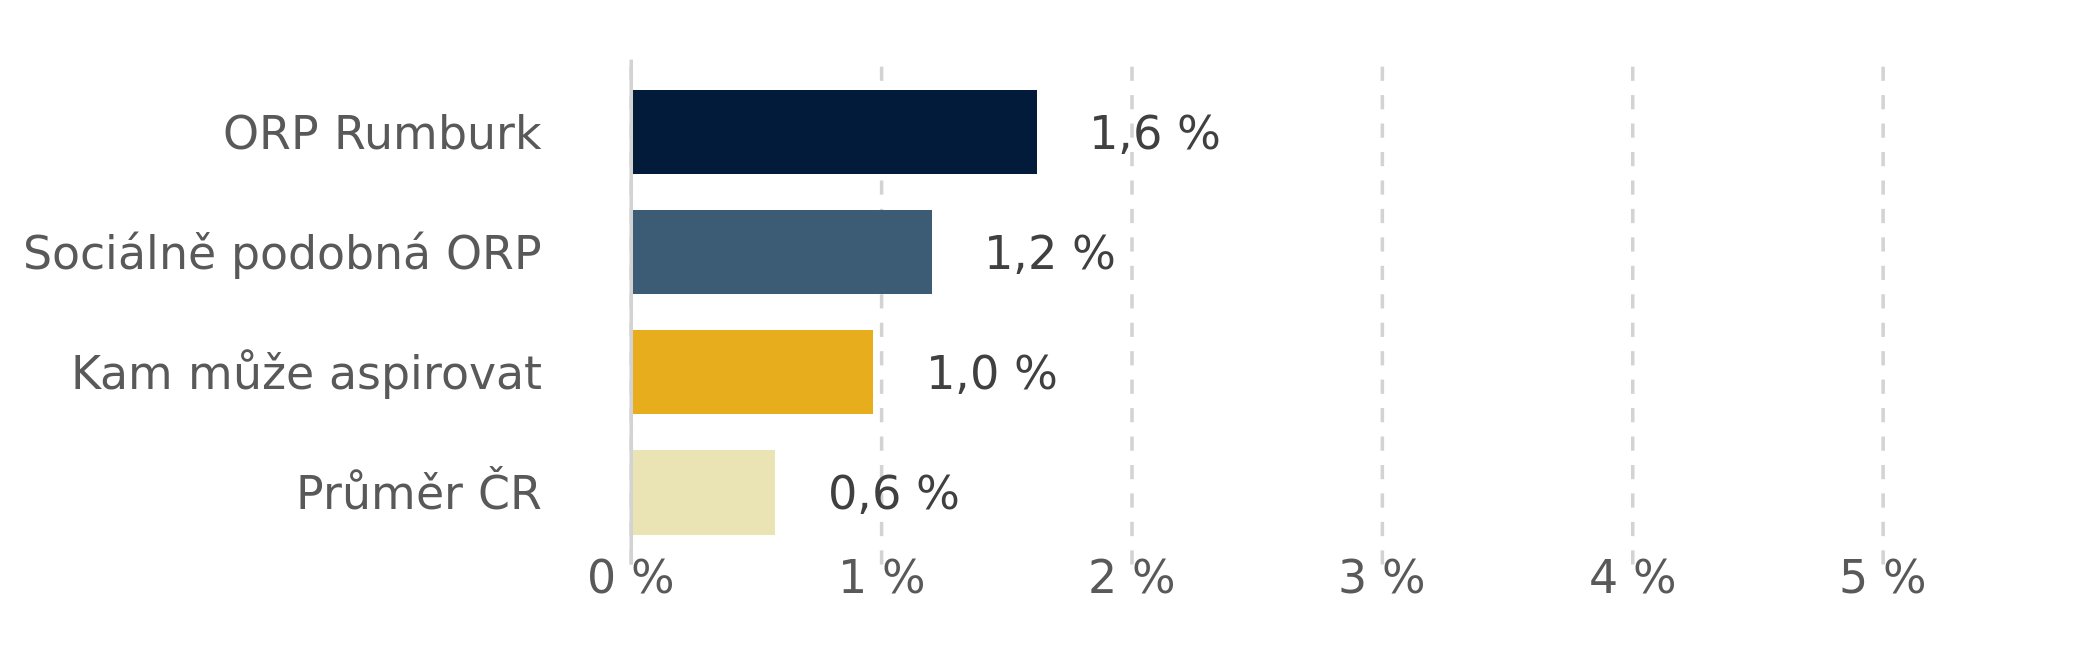 ORP Rumburk 1,6 %
Sociálně podobná ORP 1,2 %
Kam může aspirovat 1,0 %
Průměr ČR 0,6 %
0 % 1 % 2 % 3 % 4 % 5 %